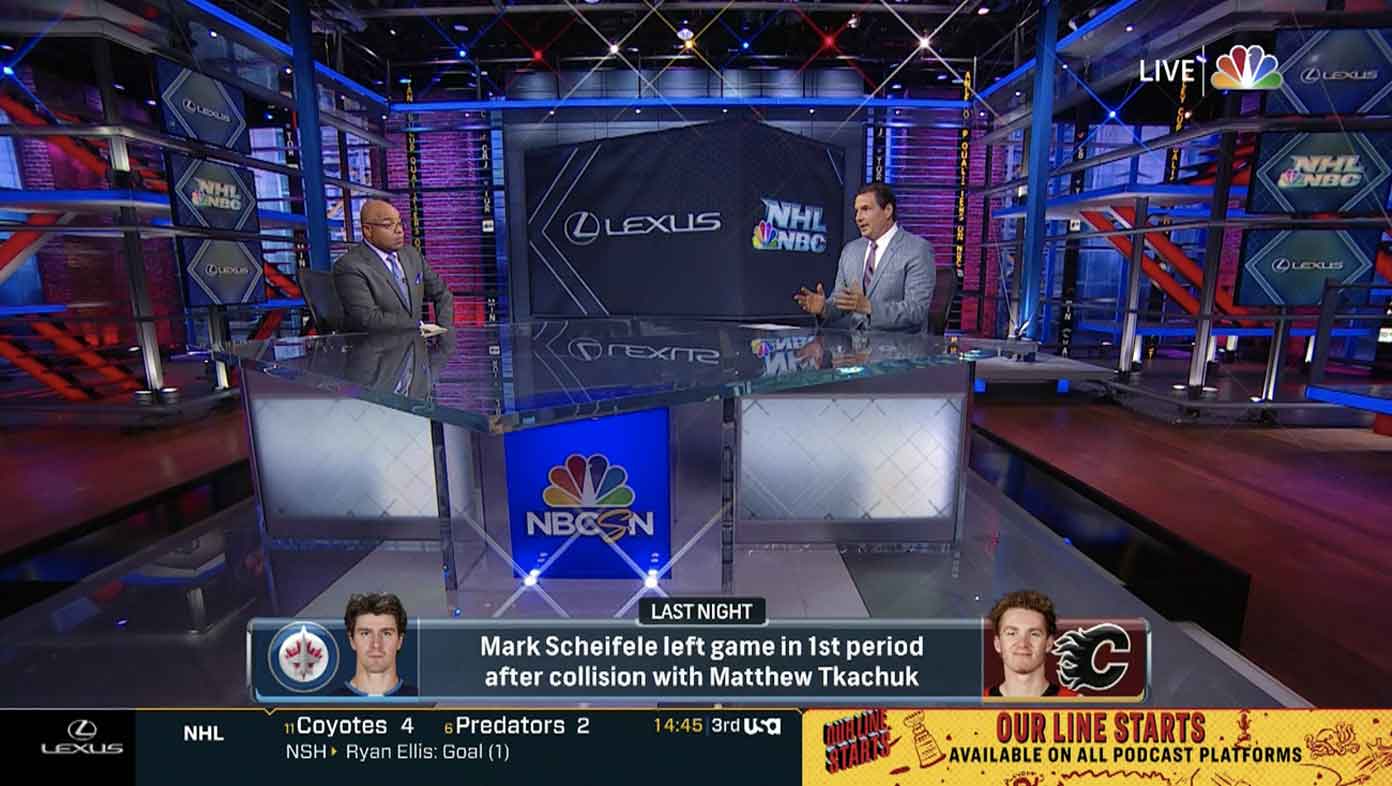 LIVE
LEXUS
NHL
NBC
LEXUS
LEXUS
NHL
NBC
LEXUS
NHL
NBC
LEXUS
NBCSN
LAST NIGHT
Mark Scheifele left game in 1st period
after collision with Matthew Tkachuk
LEXUS
NHL
11 Coyotes 4 6 Predators 2 14:45 3rd USA
NSH Ryan Ellis: Goal (1)
OUR LINE
STARTS
OUR LINE STARTS
AVAILABLE ON ALL PODCAST PLATFORMS